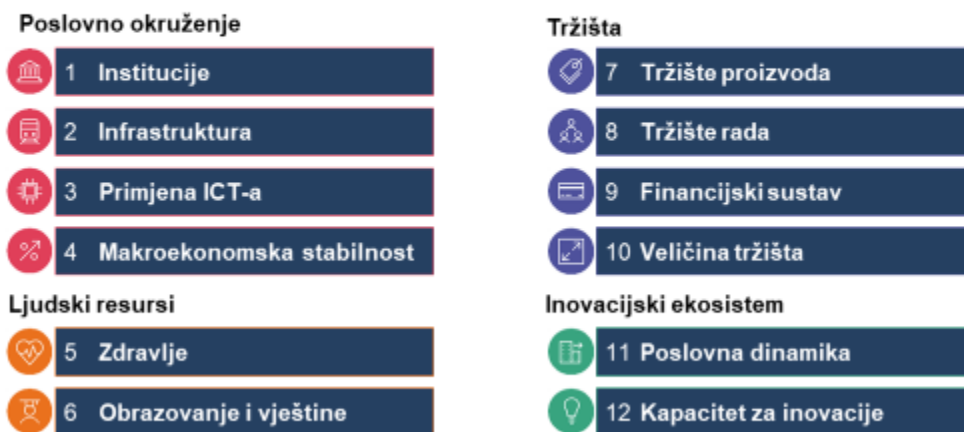 Poslovno okruženje
1 Institucije
2 Infrastruktura
3 Primjena ICT-a
4 Makroekonomska stabilnost
Ljudski resursi
5 Zdravlje
6 Obrazovanje i vještine
Tržišta
7 Tržište proizvoda
8 Tržište rada
9 Financijski sustav
10 Veličina tržišta
Inovacijski ekosistem
11 Poslovna dinamika
12 Kapacitet za inovacije